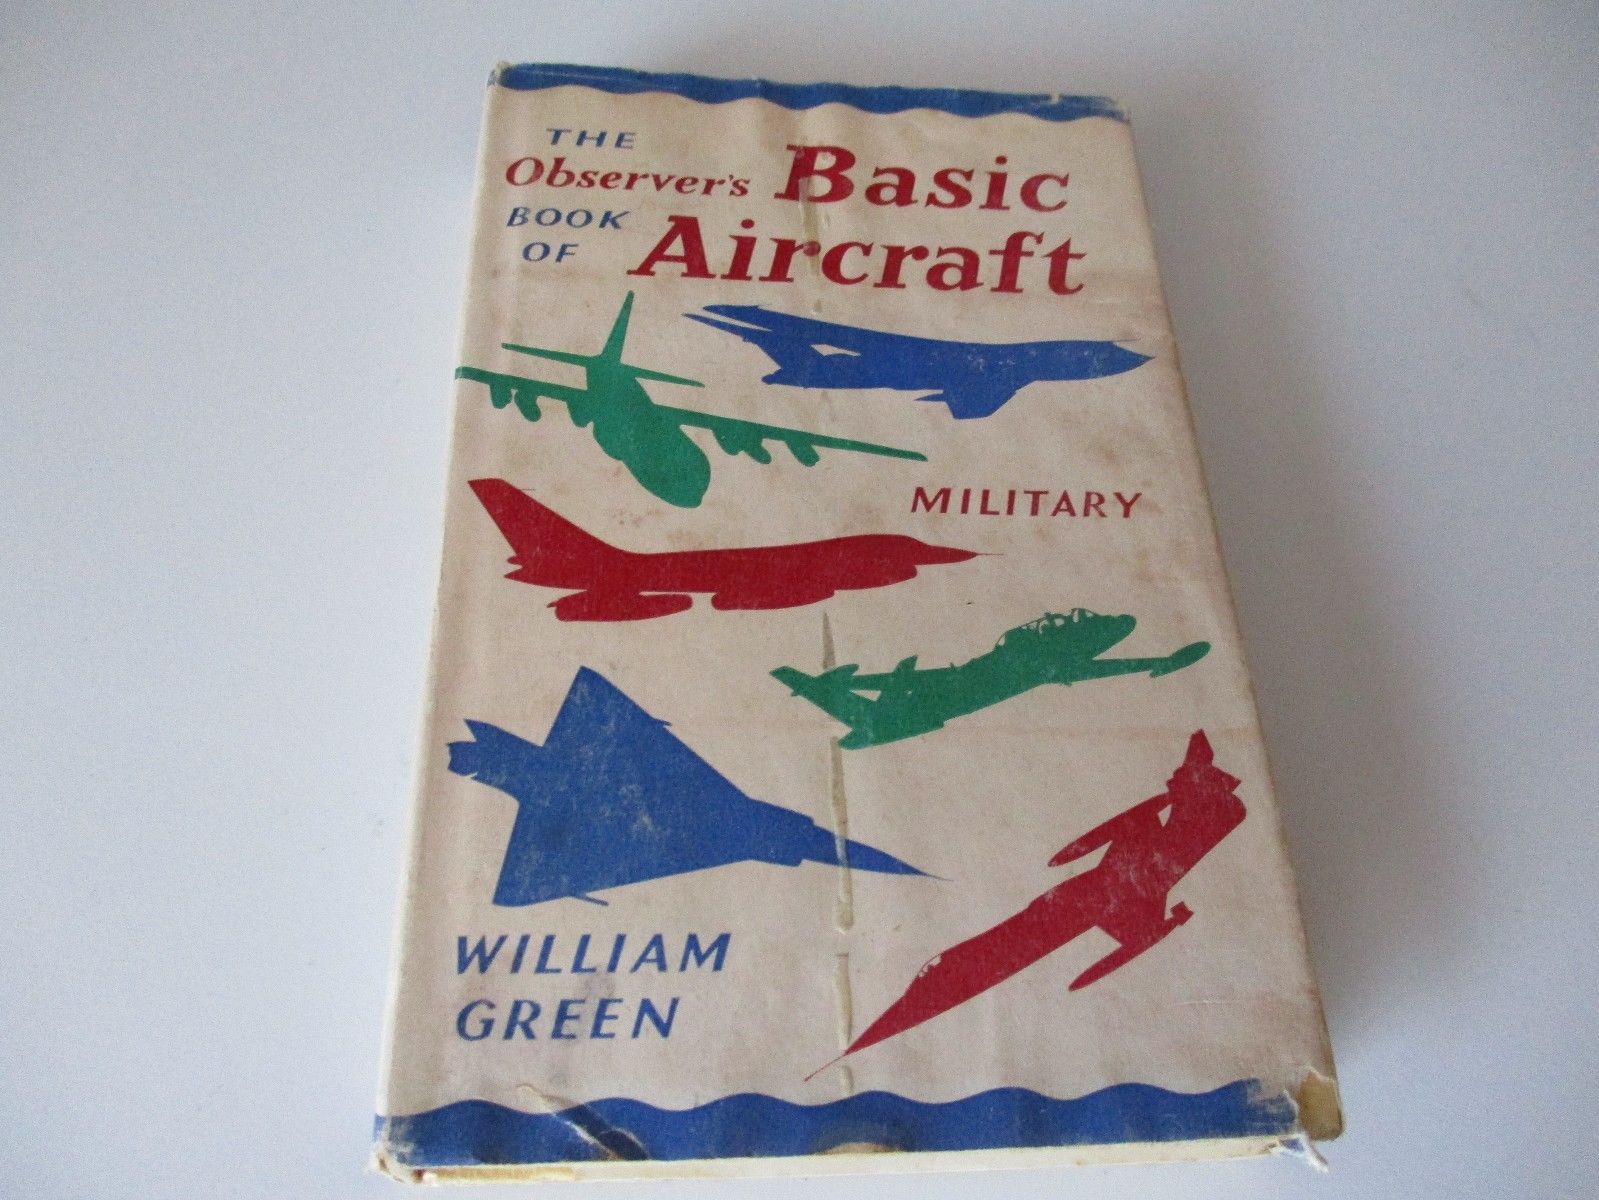 THE
Observer's
BOOK
OF
Basic
Aircraft
MILITARY
WILLIAM
GREEN